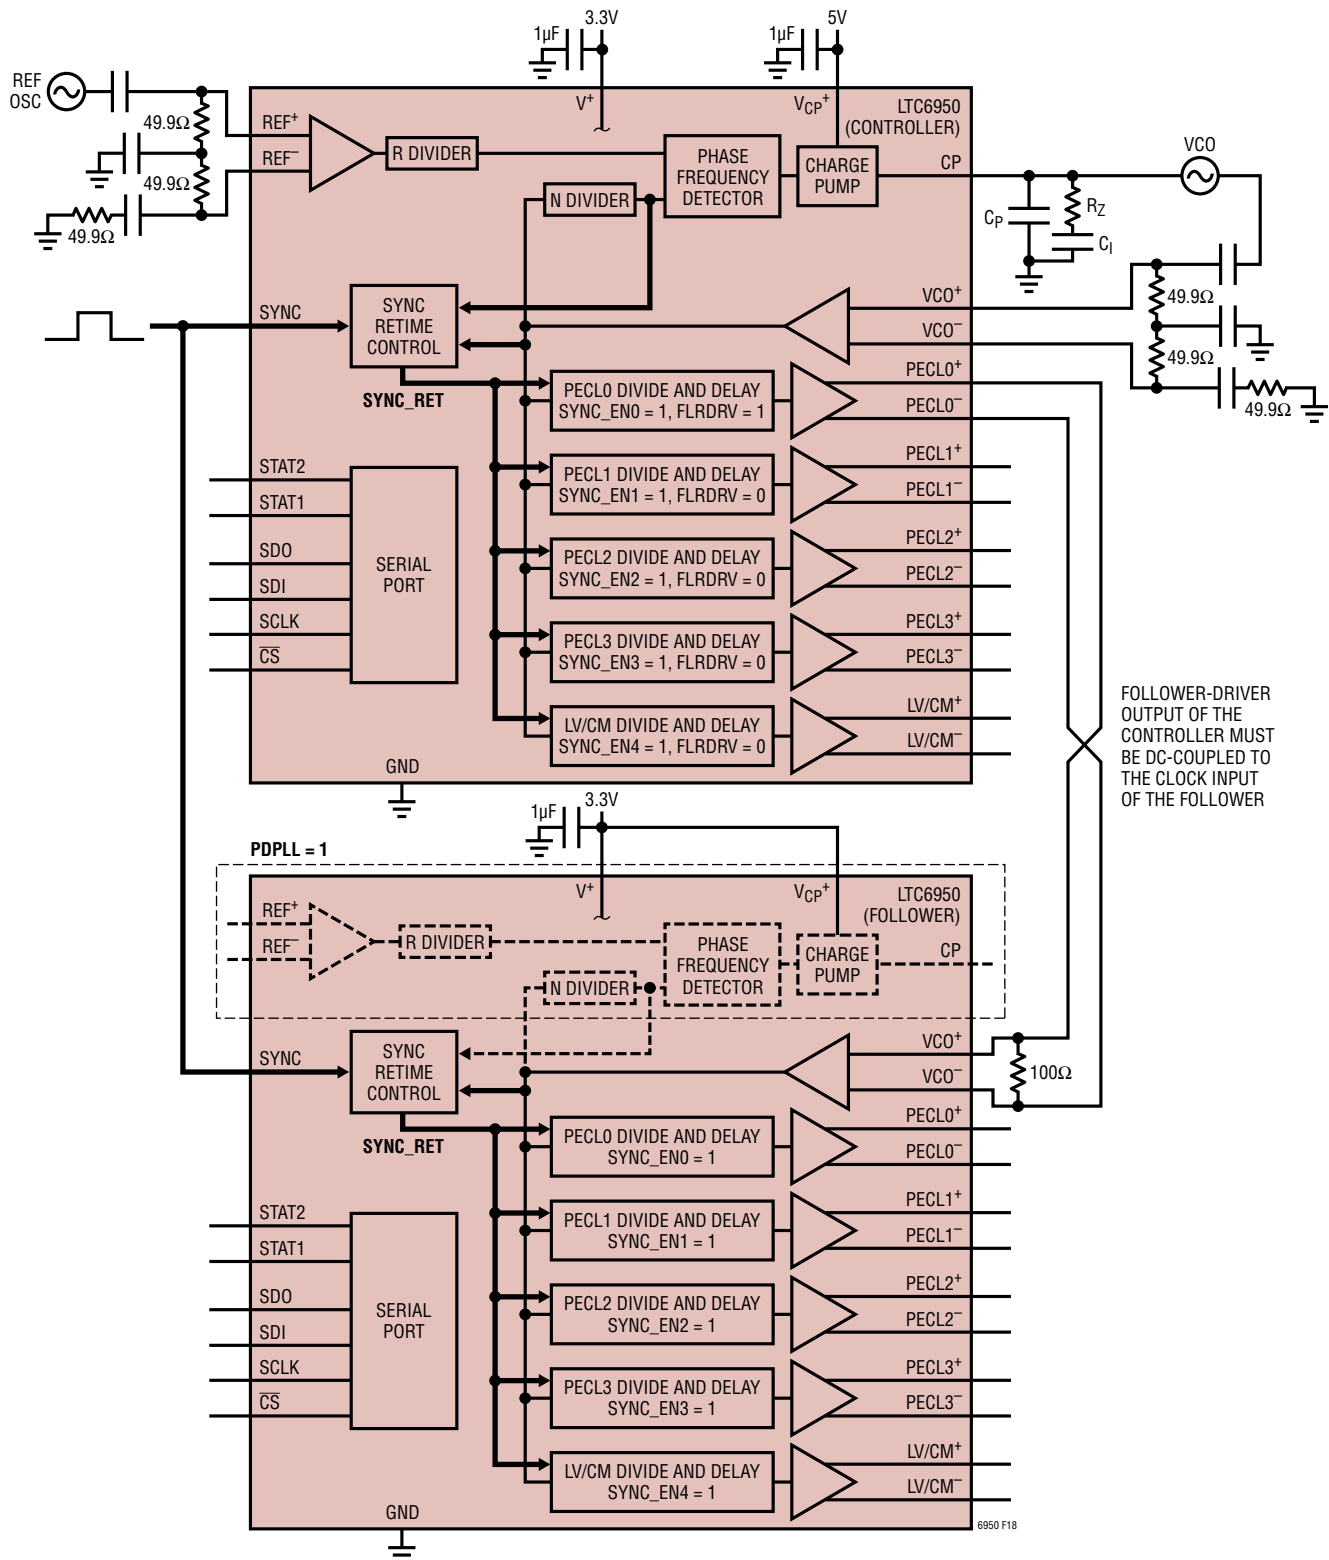 3.3V
5V
1µF
1µF
REF
OSC
V+
VCP+
LTC6950
(CONTROLLER)
49.9Ω
REF+
REF–
R DIVIDER
PHASE
FREQUENCY
DETECTOR
CHARGE
PUMP
CP
VCO
49.9Ω
N DIVIDER
49.9Ω
CP
RZ
CI
SYNC
SYNC
RETIME
CONTROL
VCO+
VCO–
49.9Ω
49.9Ω
49.9Ω
SYNC_RET
PECL0 DIVIDE AND DELAY
SYNC_EN0 = 1, FLRDRV = 1
PECL0+
PECL0–
STAT2
STAT1
SDO
SDI
SCLK
CS
SERIAL
PORT
PECL1 DIVIDE AND DELAY
SYNC_EN1 = 1, FLRDRV = 0
PECL1+
PECL1–
PECL2 DIVIDE AND DELAY
SYNC_EN2 = 1, FLRDRV = 0
PECL2+
PECL2–
PECL3 DIVIDE AND DELAY
SYNC_EN3 = 1, FLRDRV = 0
PECL3+
PECL3–
LV/CM DIVIDE AND DELAY
SYNC_EN4 = 1, FLRDRV = 0
LV/CM+
LV/CM–
GND
FOLLOWER-DRIVER
OUTPUT OF THE
CONTROLLER MUST
BE DC-COUPLED TO
THE CLOCK INPUT
OF THE FOLLOWER
3.3V
1µF
PDPLL = 1
V+
VCP+
LTC6950
(FOLLOWER)
REF+
REF–
R DIVIDER
PHASE
FREQUENCY
DETECTOR
CHARGE
PUMP
CP
N DIVIDER
SYNC
SYNC
RETIME
CONTROL
VCO+
VCO–
100Ω
SYNC_RET
PECL0 DIVIDE AND DELAY
SYNC_EN0 = 1
PECL0+
PECL0–
STAT2
STAT1
SDO
SDI
SCLK
CS
SERIAL
PORT
PECL1 DIVIDE AND DELAY
SYNC_EN1 = 1
PECL1+
PECL1–
PECL2 DIVIDE AND DELAY
SYNC_EN2 = 1
PECL2+
PECL2–
PECL3 DIVIDE AND DELAY
SYNC_EN3 = 1
PECL3+
PECL3–
LV/CM DIVIDE AND DELAY
SYNC_EN4 = 1
LV/CM+
LV/CM–
GND
6950 F18